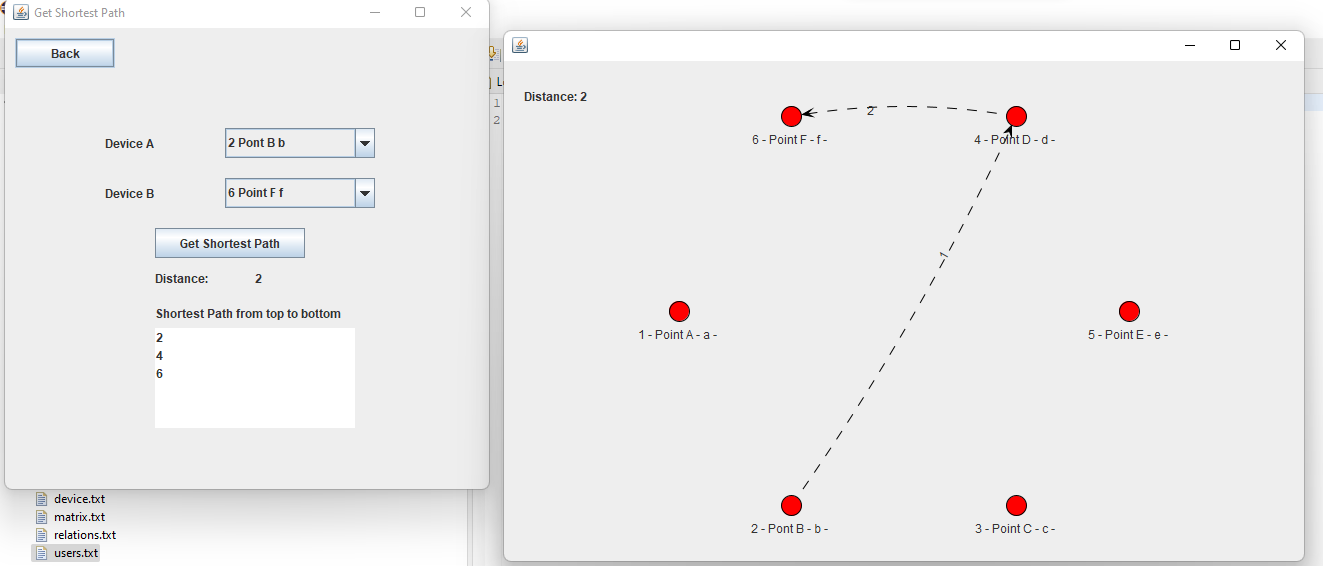 Get Shortest Path
Back
Device A
2 Pont B b
Device B
6 Point F f
Get Shortest Path
Distance: 2
Shortest Path from top to bottom
2
4
6
device.txt
matrix.txt
relations.txt
users.txt
1
2
Distance: 2
2
6 - Point F - f -
4 - Point D - d -
1
1 - Point A - a -
5 - Point E - e -
2 - Pont B - b -
3 - Point C - c -